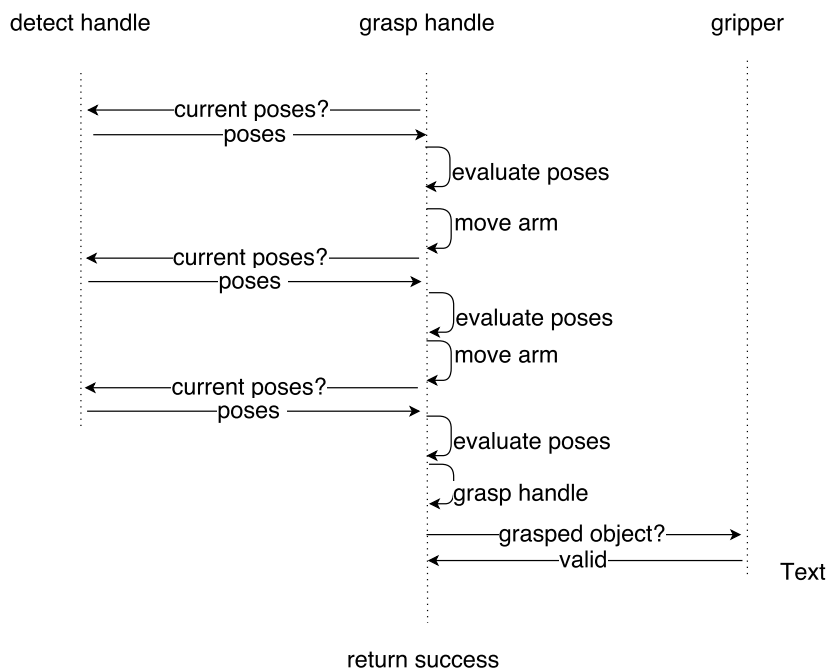 detect handle
grasp handle
gripper
current poses?
poses
evaluate poses
move arm
current poses?
poses
evaluate poses
move arm
current poses?
poses
evaluate poses
grasp handle
grasped object?
valid
Text
return success